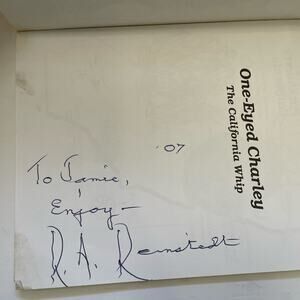 One-Eyed Charley
The California Whip
'07
To Jamie,
Enjoy —
R. A. Reinstedt